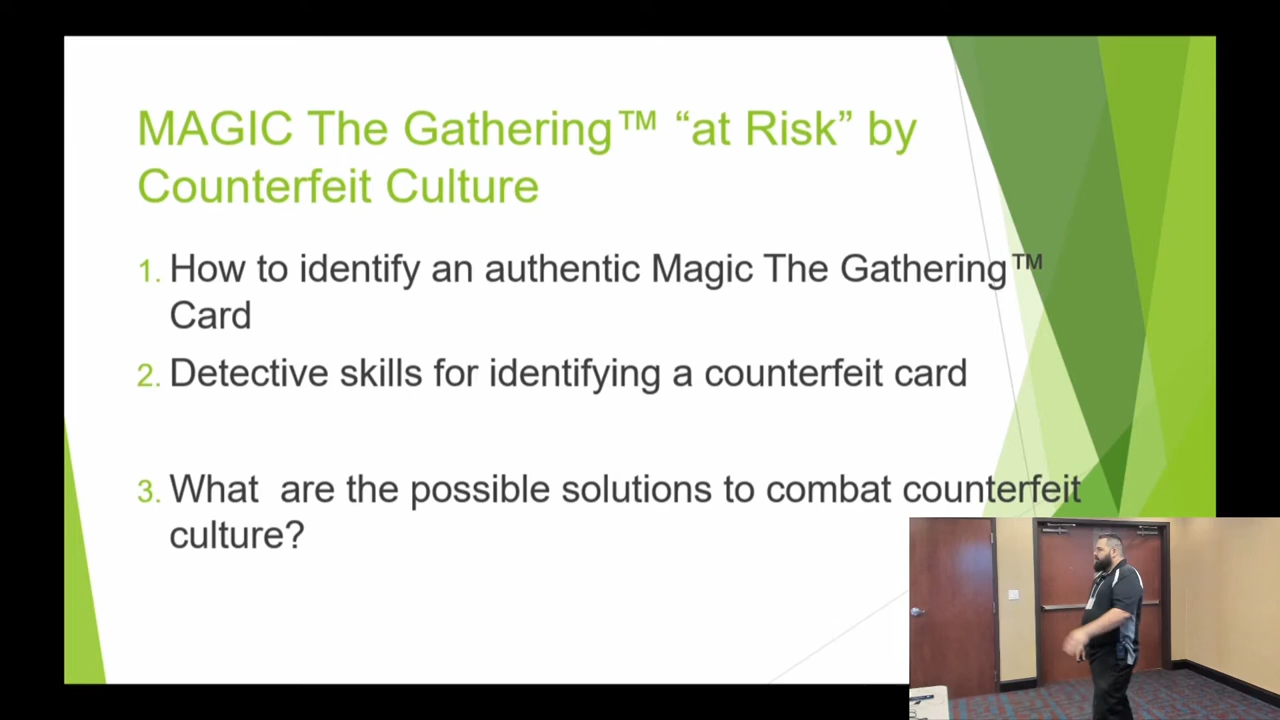 MAGIC The Gathering™ “at Risk” by
Counterfeit Culture
1. How to identify an authentic Magic The Gathering™
Card
2. Detective skills for identifying a counterfeit card
3. What  are the possible solutions to combat counterfeit
culture?